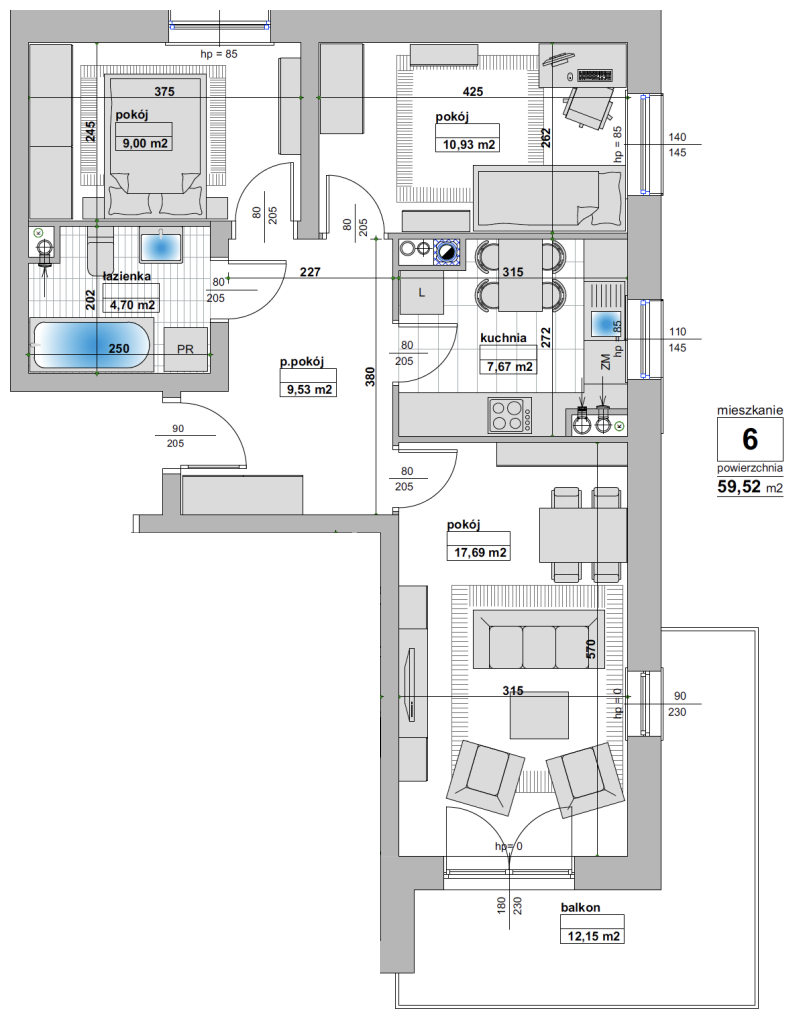 hp = 85
375
245
pokój
9,00 m2
425
pokój
10,93 m2
262
hp = 85
140
145
80
205
80
205
łazienka
4,70 m2
202
250
PR
80
205
227
L
315
kuchnia
7,67 m2
272
hp = 85
110
145
ZM
80
205
p.pokój
9,53 m2
380
90
205
80
205
mieszkanie
6
powierzchnia
59,52 m2
pokój
17,69 m2
570
315
hp = 0
90
230
hp= 0
180
230
balkon
12,15 m2